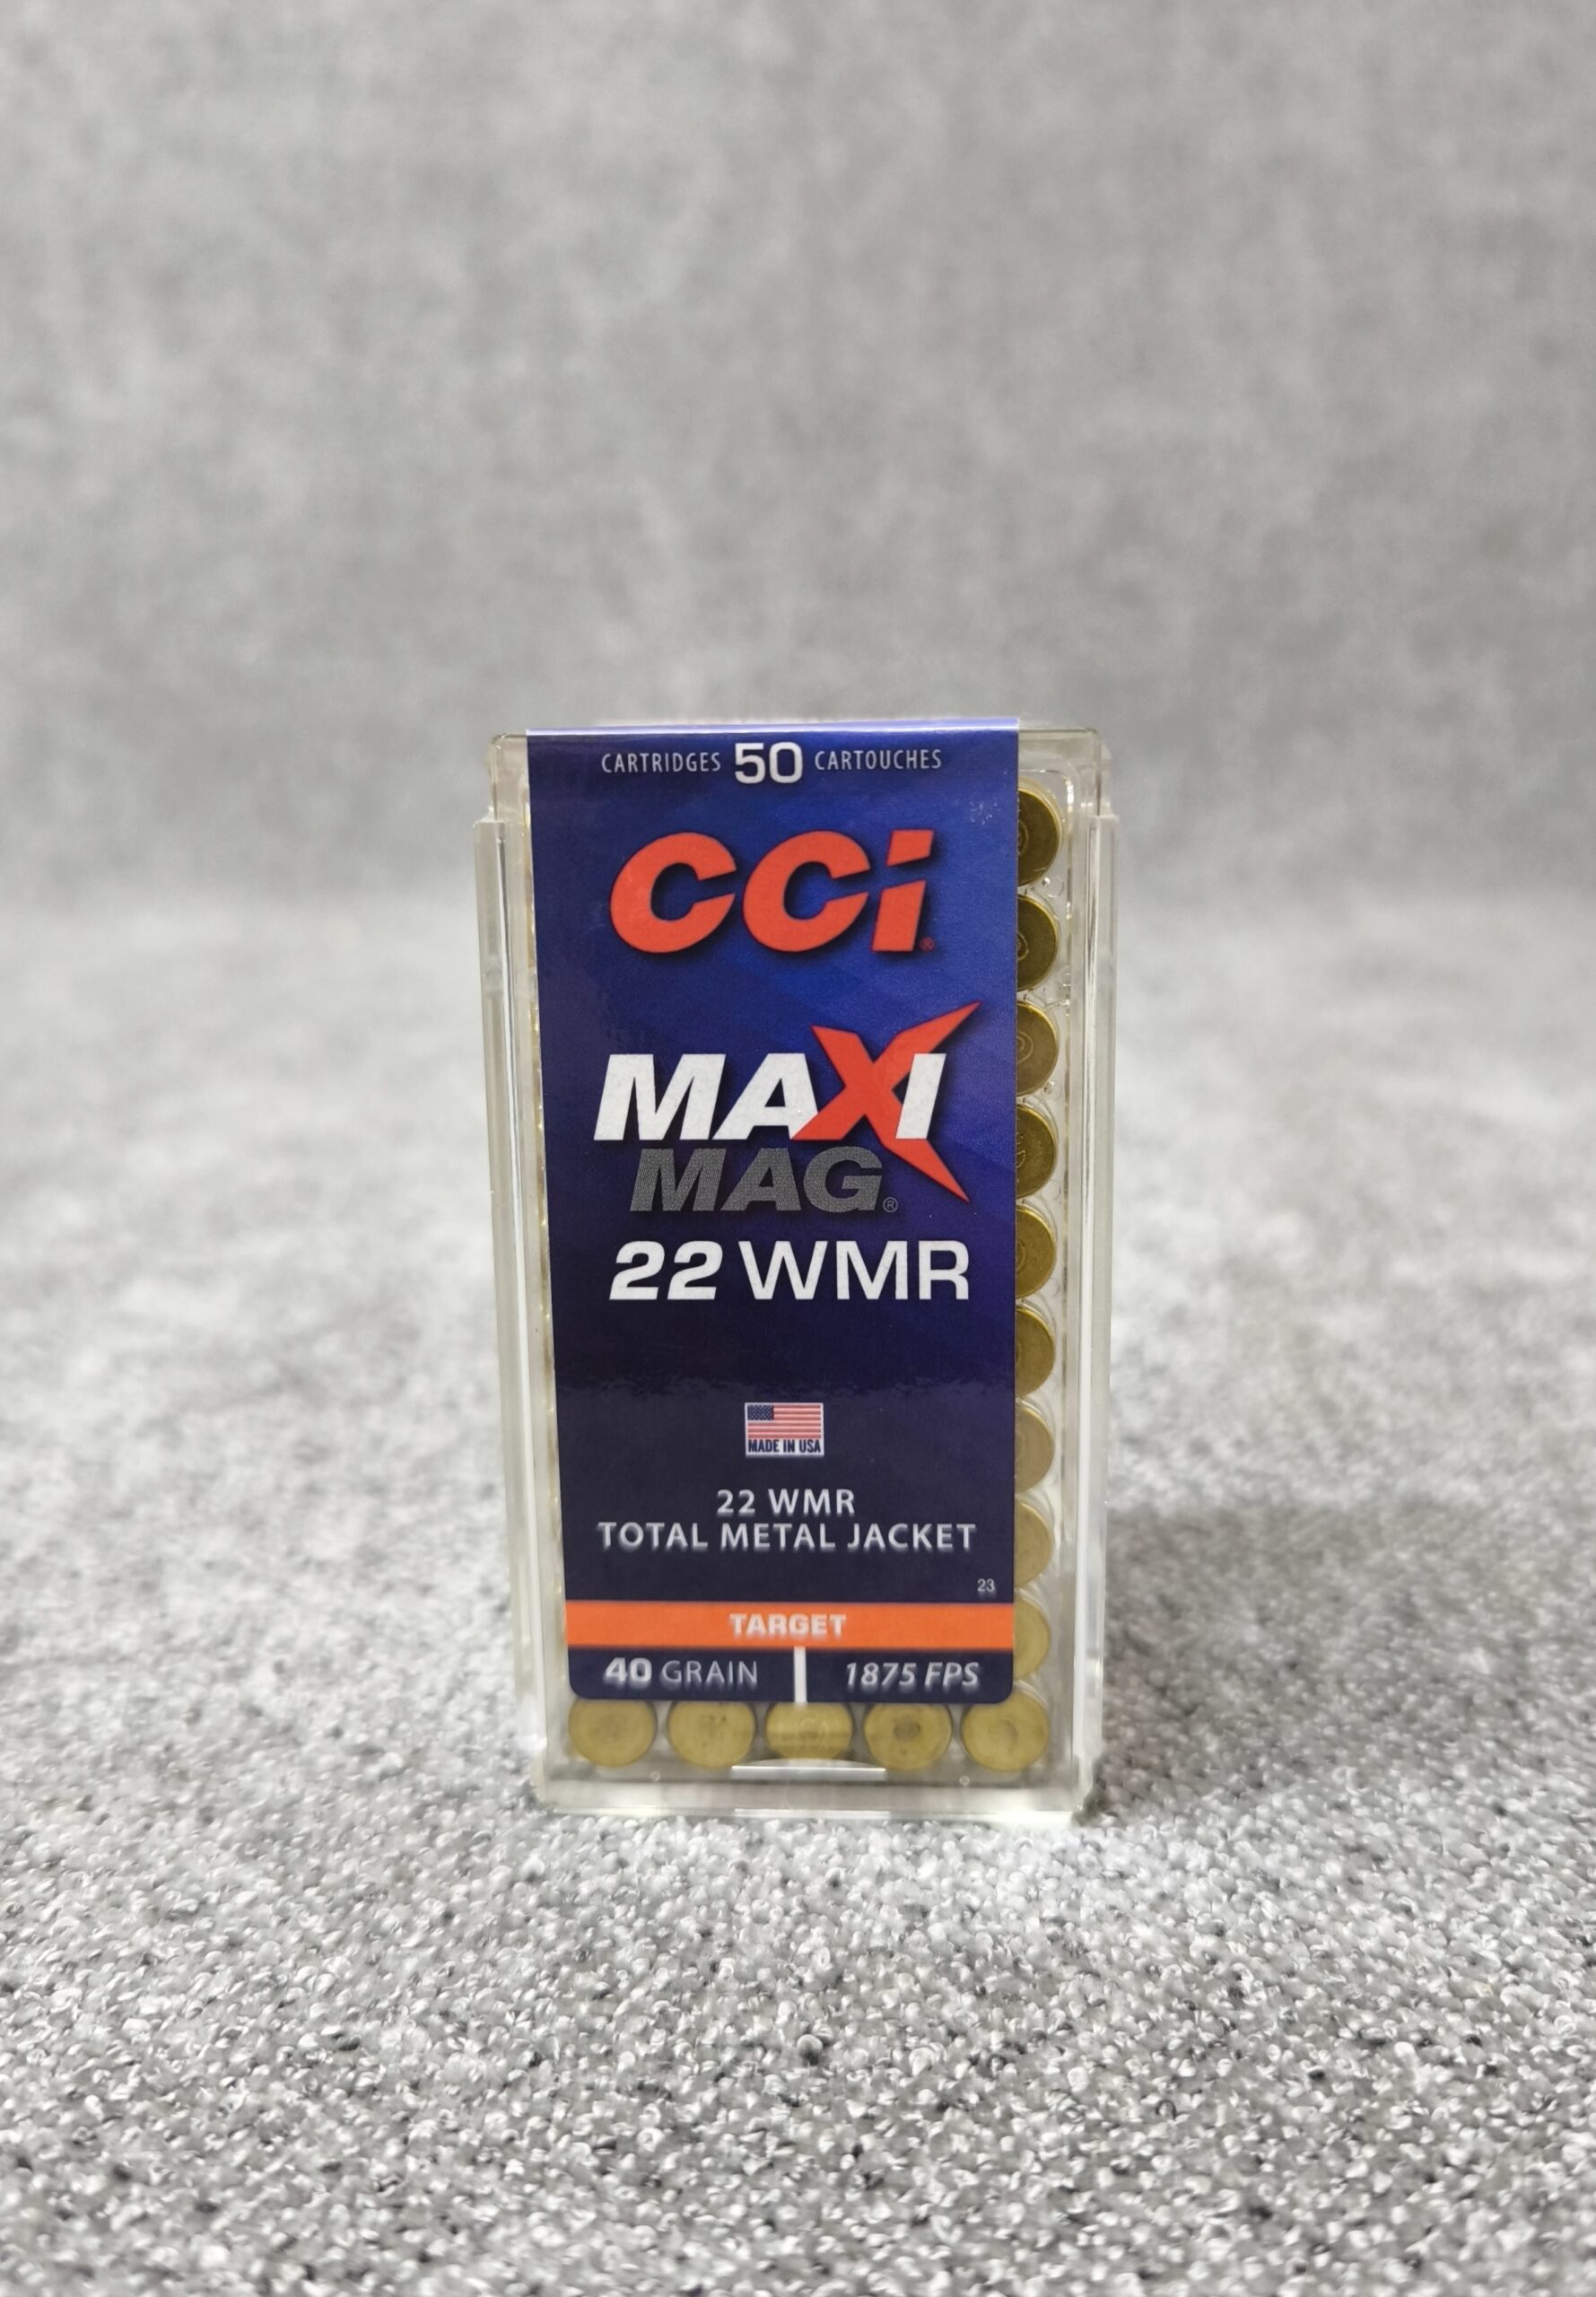 CARTRIDGES 50 CARTOUCHES
CCi®
MAXI
MAG®
22 WMR
MADE IN USA
22 WMR
TOTAL METAL JACKET
23
TARGET
40 GRAIN 1875 FPS